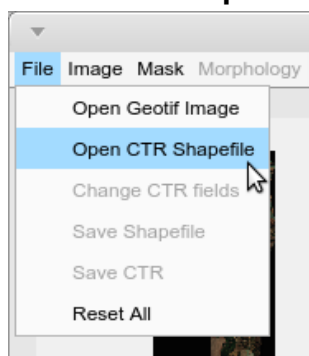 File Image Mask Morphology
Open Geotif Image
Open CTR Shapefile
Change CTR fields
Save Shapefile
Save CTR
Reset All